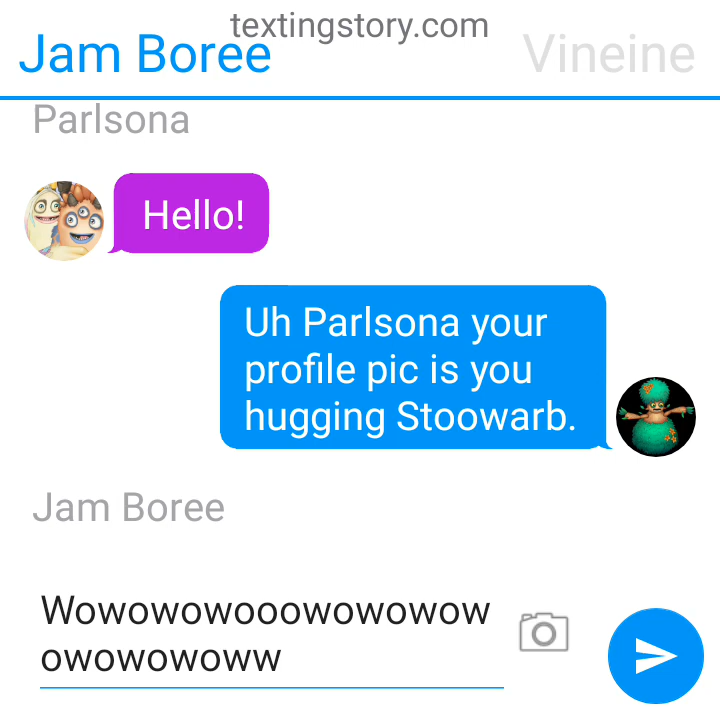 textingstory.com
Jam Boree
Vineine
Parlsona
Hello!
Uh Parlsona your
profile pic is you
hugging Stoowarb.
Jam Boree
Wowowowooowowowow
owowowoww